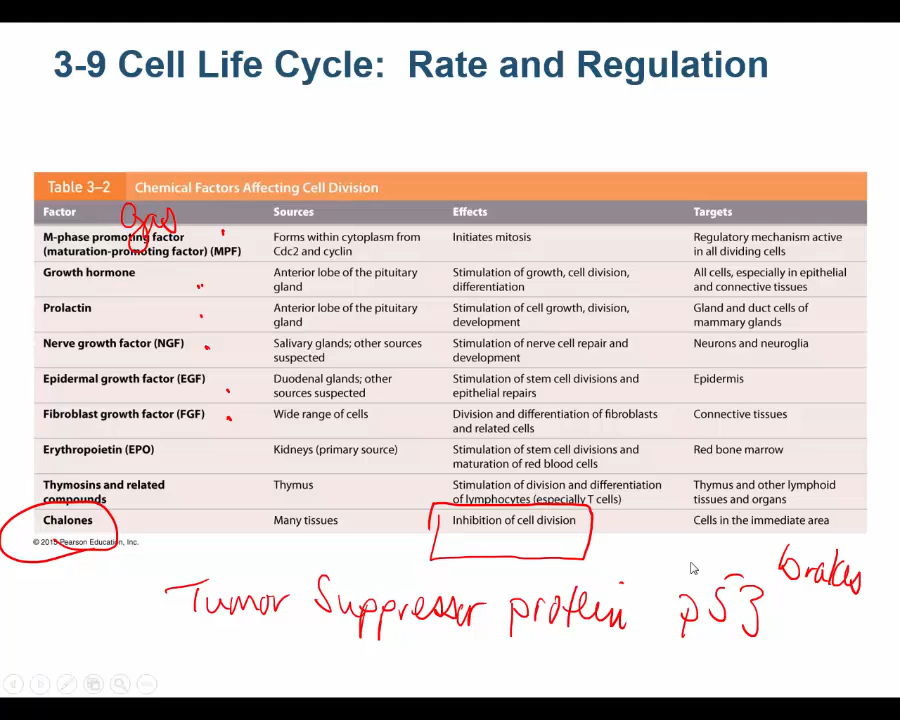 3-9 Cell Life Cycle: Rate and Regulation
Table 3–2 Chemical Factors Affecting Cell Division
Gas
Factor Sources Effects Targets
M-phase promoting factor Forms within cytoplasm from Initiates mitosis Regulatory mechanism active
(maturation-promoting factor) (MPF) Cdc2 and cyclin in all dividing cells
Growth hormone Anterior lobe of the pituitary Stimulation of growth, cell division, All cells, especially in epithelial
gland differentiation and connective tissues
Prolactin Anterior lobe of the pituitary Stimulation of cell growth, division, Gland and duct cells of
gland development mammary glands
Nerve growth factor (NGF) Salivary glands; other sources Stimulation of nerve cell repair and Neurons and neuroglia
suspected development
Epidermal growth factor (EGF) Duodenal glands; other Stimulation of stem cell divisions and Epidermis
sources suspected epithelial repairs
Fibroblast growth factor (FGF) Wide range of cells Division and differentiation of fibroblasts Connective tissues
and related cells
Erythropoietin (EPO) Kidneys (primary source) Stimulation of stem cell divisions and Red bone marrow
maturation of red blood cells
Thymosins and related Thymus Stimulation of division and differentiation Thymus and other lymphoid
compounds of lymphocytes (especially T cells) tissues and organs
Chalones Many tissues Inhibition of cell division Cells in the immediate area
© 2015 Pearson Education, Inc.
brakes
Tumor Suppressor protein p53